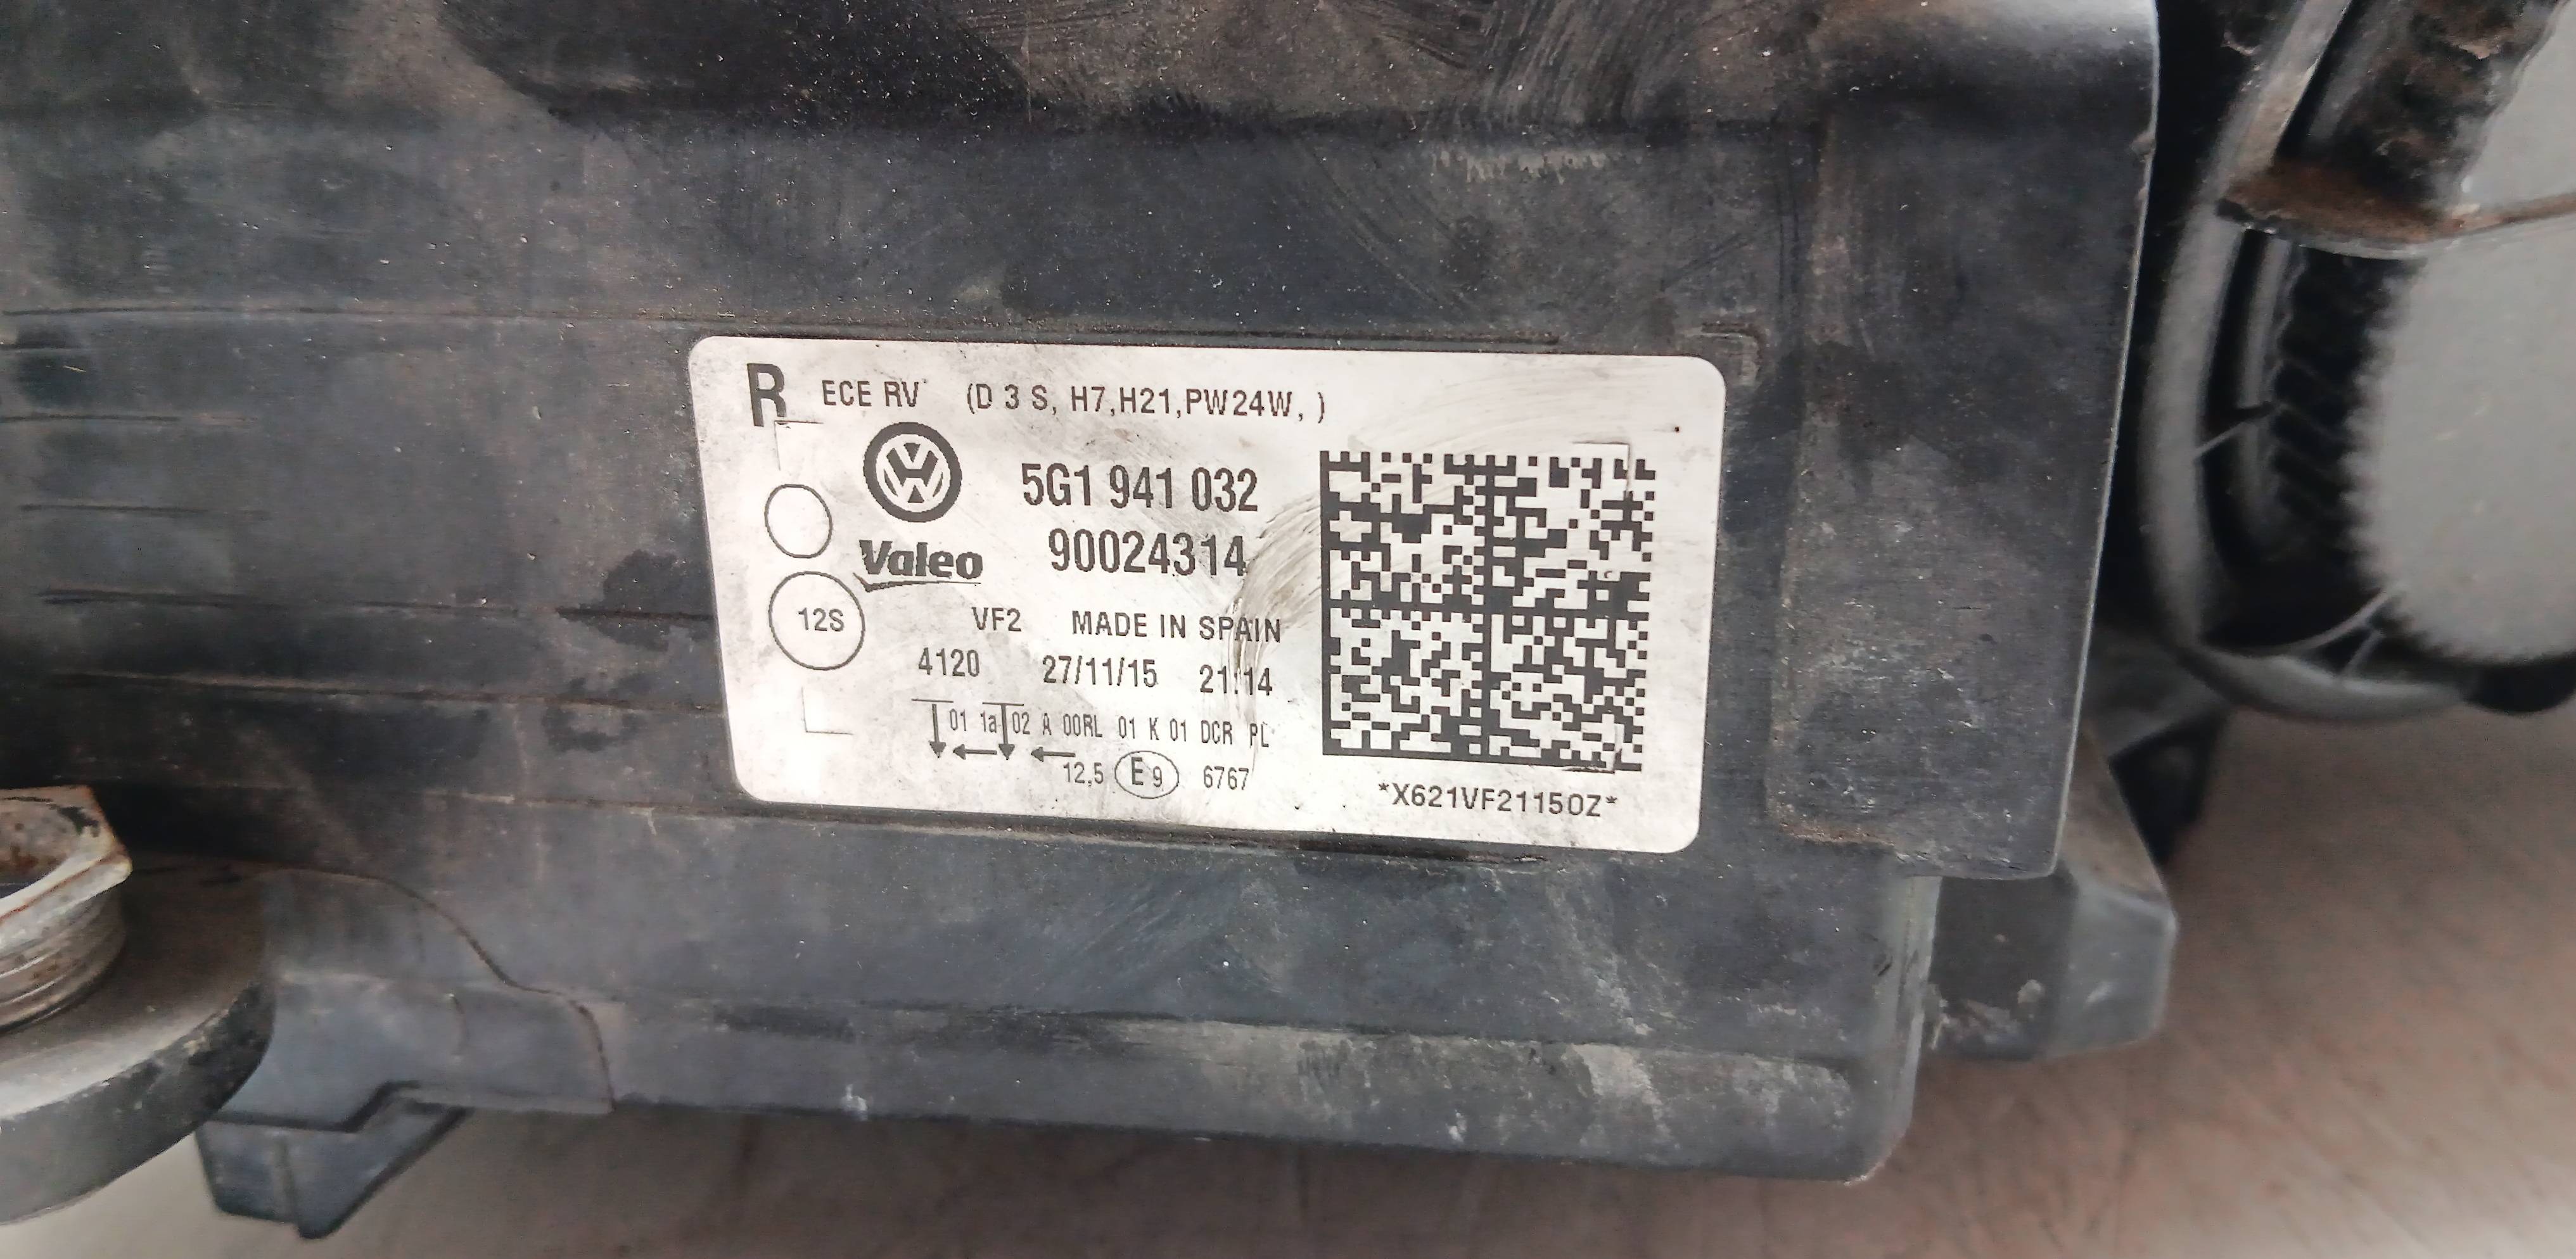 R ECE RV (D 3 S, H7,H21,PW24W, )
5G1 941 032
Valeo 90024314
12S
VF2 MADE IN SPAIN
4120 27/11/15 21:14
01 1a 02 A 00RL 01 K 01 DCR PL
12,5 E9 6767
*X621VF21150Z*